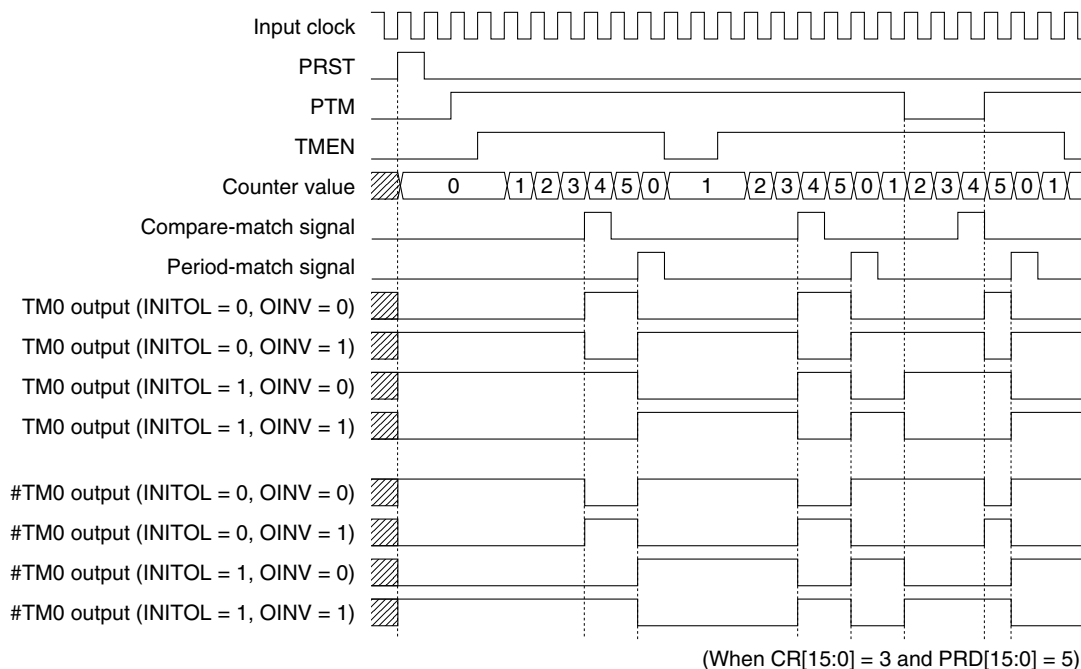 Input clock
PRST
PTM
TMEN
Counter value 0 1 2 3 4 5 0 1 2 3 4 5 0 1 2 3 4 5 0 1
Compare-match signal
Period-match signal
TM0 output (INITOL = 0, OINV = 0)
TM0 output (INITOL = 0, OINV = 1)
TM0 output (INITOL = 1, OINV = 0)
TM0 output (INITOL = 1, OINV = 1)
#TM0 output (INITOL = 0, OINV = 0)
#TM0 output (INITOL = 0, OINV = 1)
#TM0 output (INITOL = 1, OINV = 0)
#TM0 output (INITOL = 1, OINV = 1)
(When CR[15:0] = 3 and PRD[15:0] = 5)